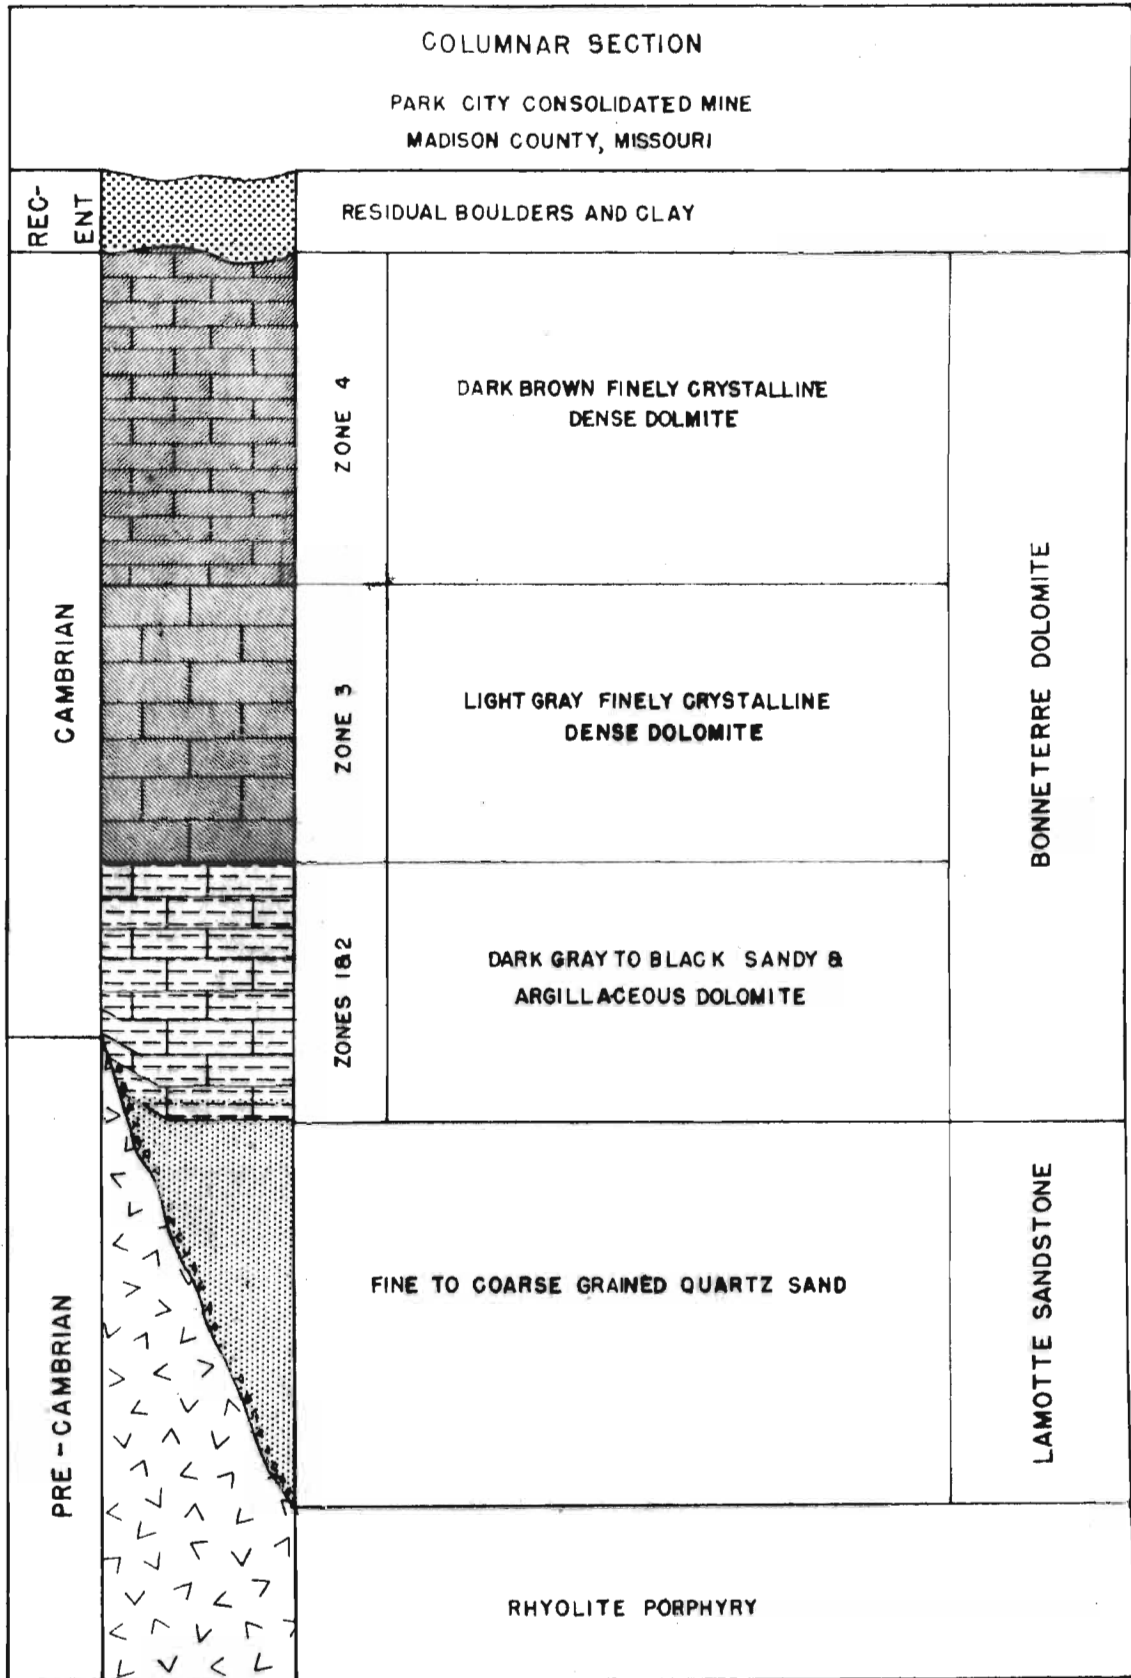 COLUMNAR SECTION
PARK CITY CONSOLIDATED MINE
MADISON COUNTY, MISSOURI
REC-
ENT
RESIDUAL BOULDERS AND CLAY
CAMBRIAN
ZONE 4
DARK BROWN FINELY CRYSTALLINE
DENSE DOLMITE
BONNETERRE DOLOMITE
ZONE 3
LIGHT GRAY FINELY CRYSTALLINE
DENSE DOLOMITE
ZONES 1&2
DARK GRAY TO BLACK SANDY &
ARGILLACEOUS DOLOMITE
PRE-CAMBRIAN
FINE TO COARSE GRAINED QUARTZ SAND
LAMOTTE SANDSTONE
RHYOLITE PORPHYRY